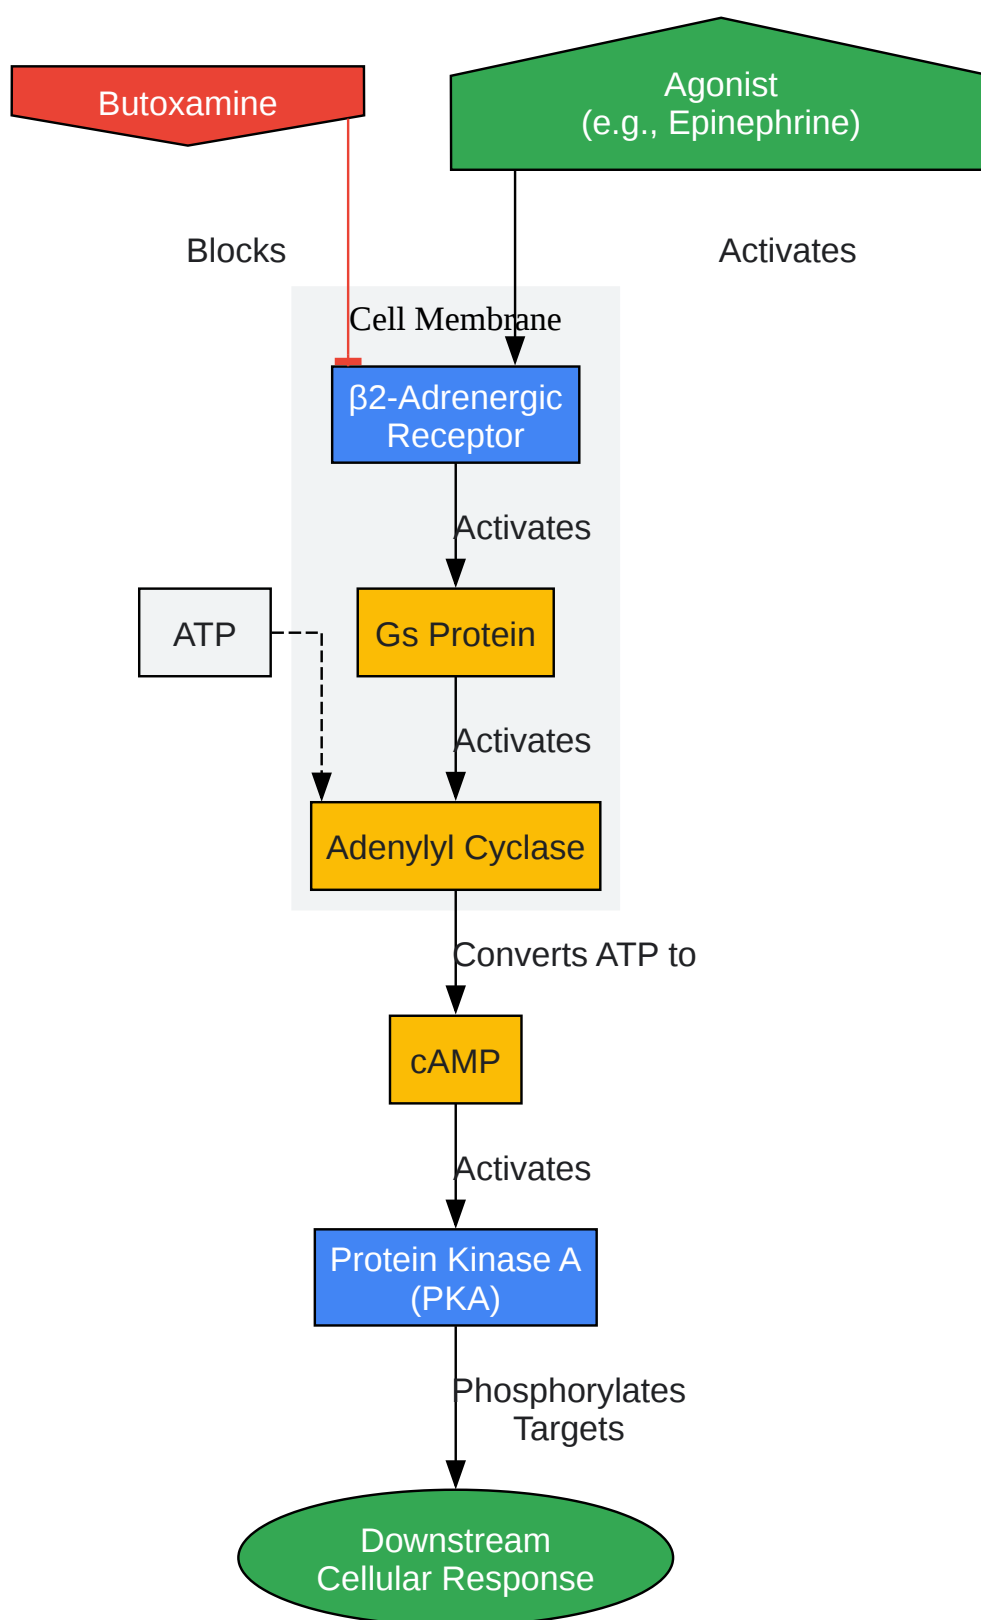 Butoxamine
Agonist
(e.g., Epinephrine)
Blocks
Activates
Cell Membrane
β2-Adrenergic
Receptor
Activates
ATP
Gs Protein
Activates
Adenylyl Cyclase
Converts ATP to
cAMP
Activates
Protein Kinase A
(PKA)
Phosphorylates
Targets
Downstream
Cellular Response